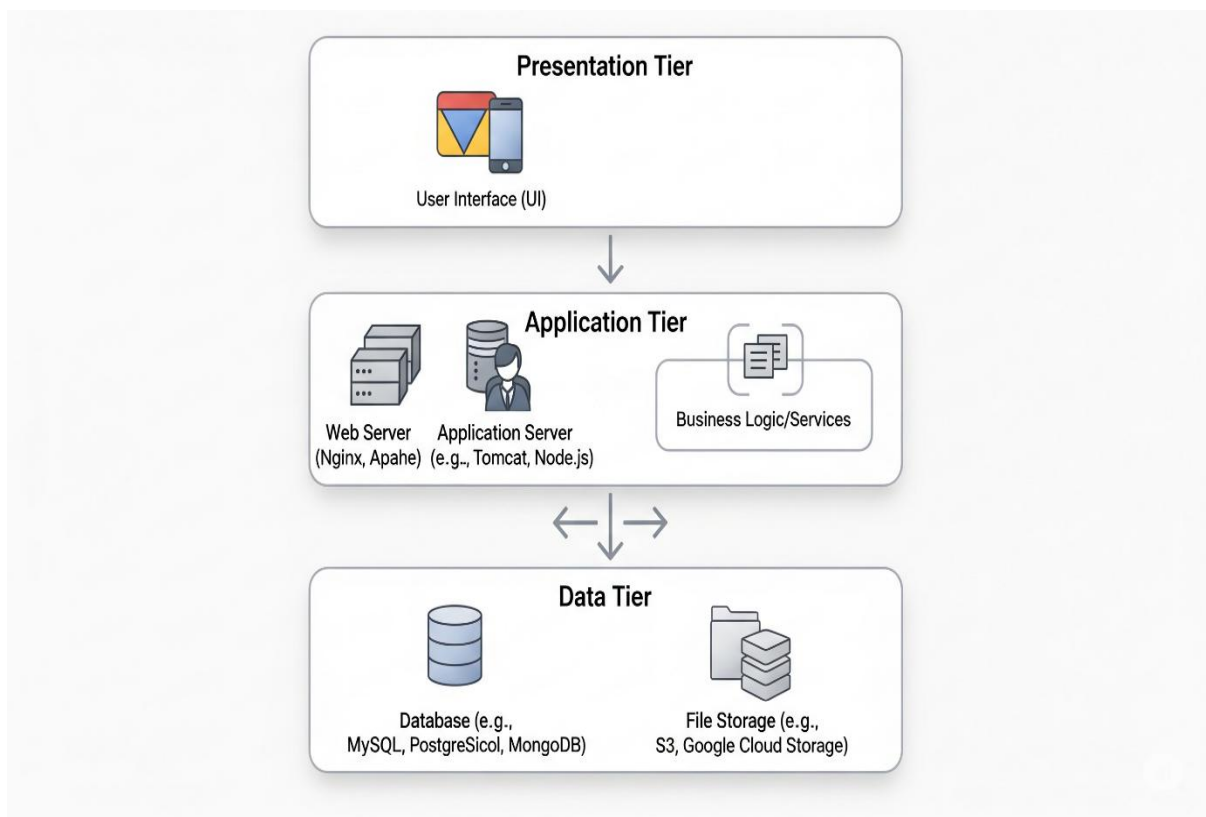 Presentation Tier
User Interface (UI)
Application Tier
Web Server
(Nginx, Apahe)
Application Server
(e.g.., Tomcat, Node.js)
Business Logic/Services
Data Tier
Database (e.g.,
MySQL, PostgreSicol, MongoDB)
File Storage (e.g.,
S3, Google Cloud Storage)